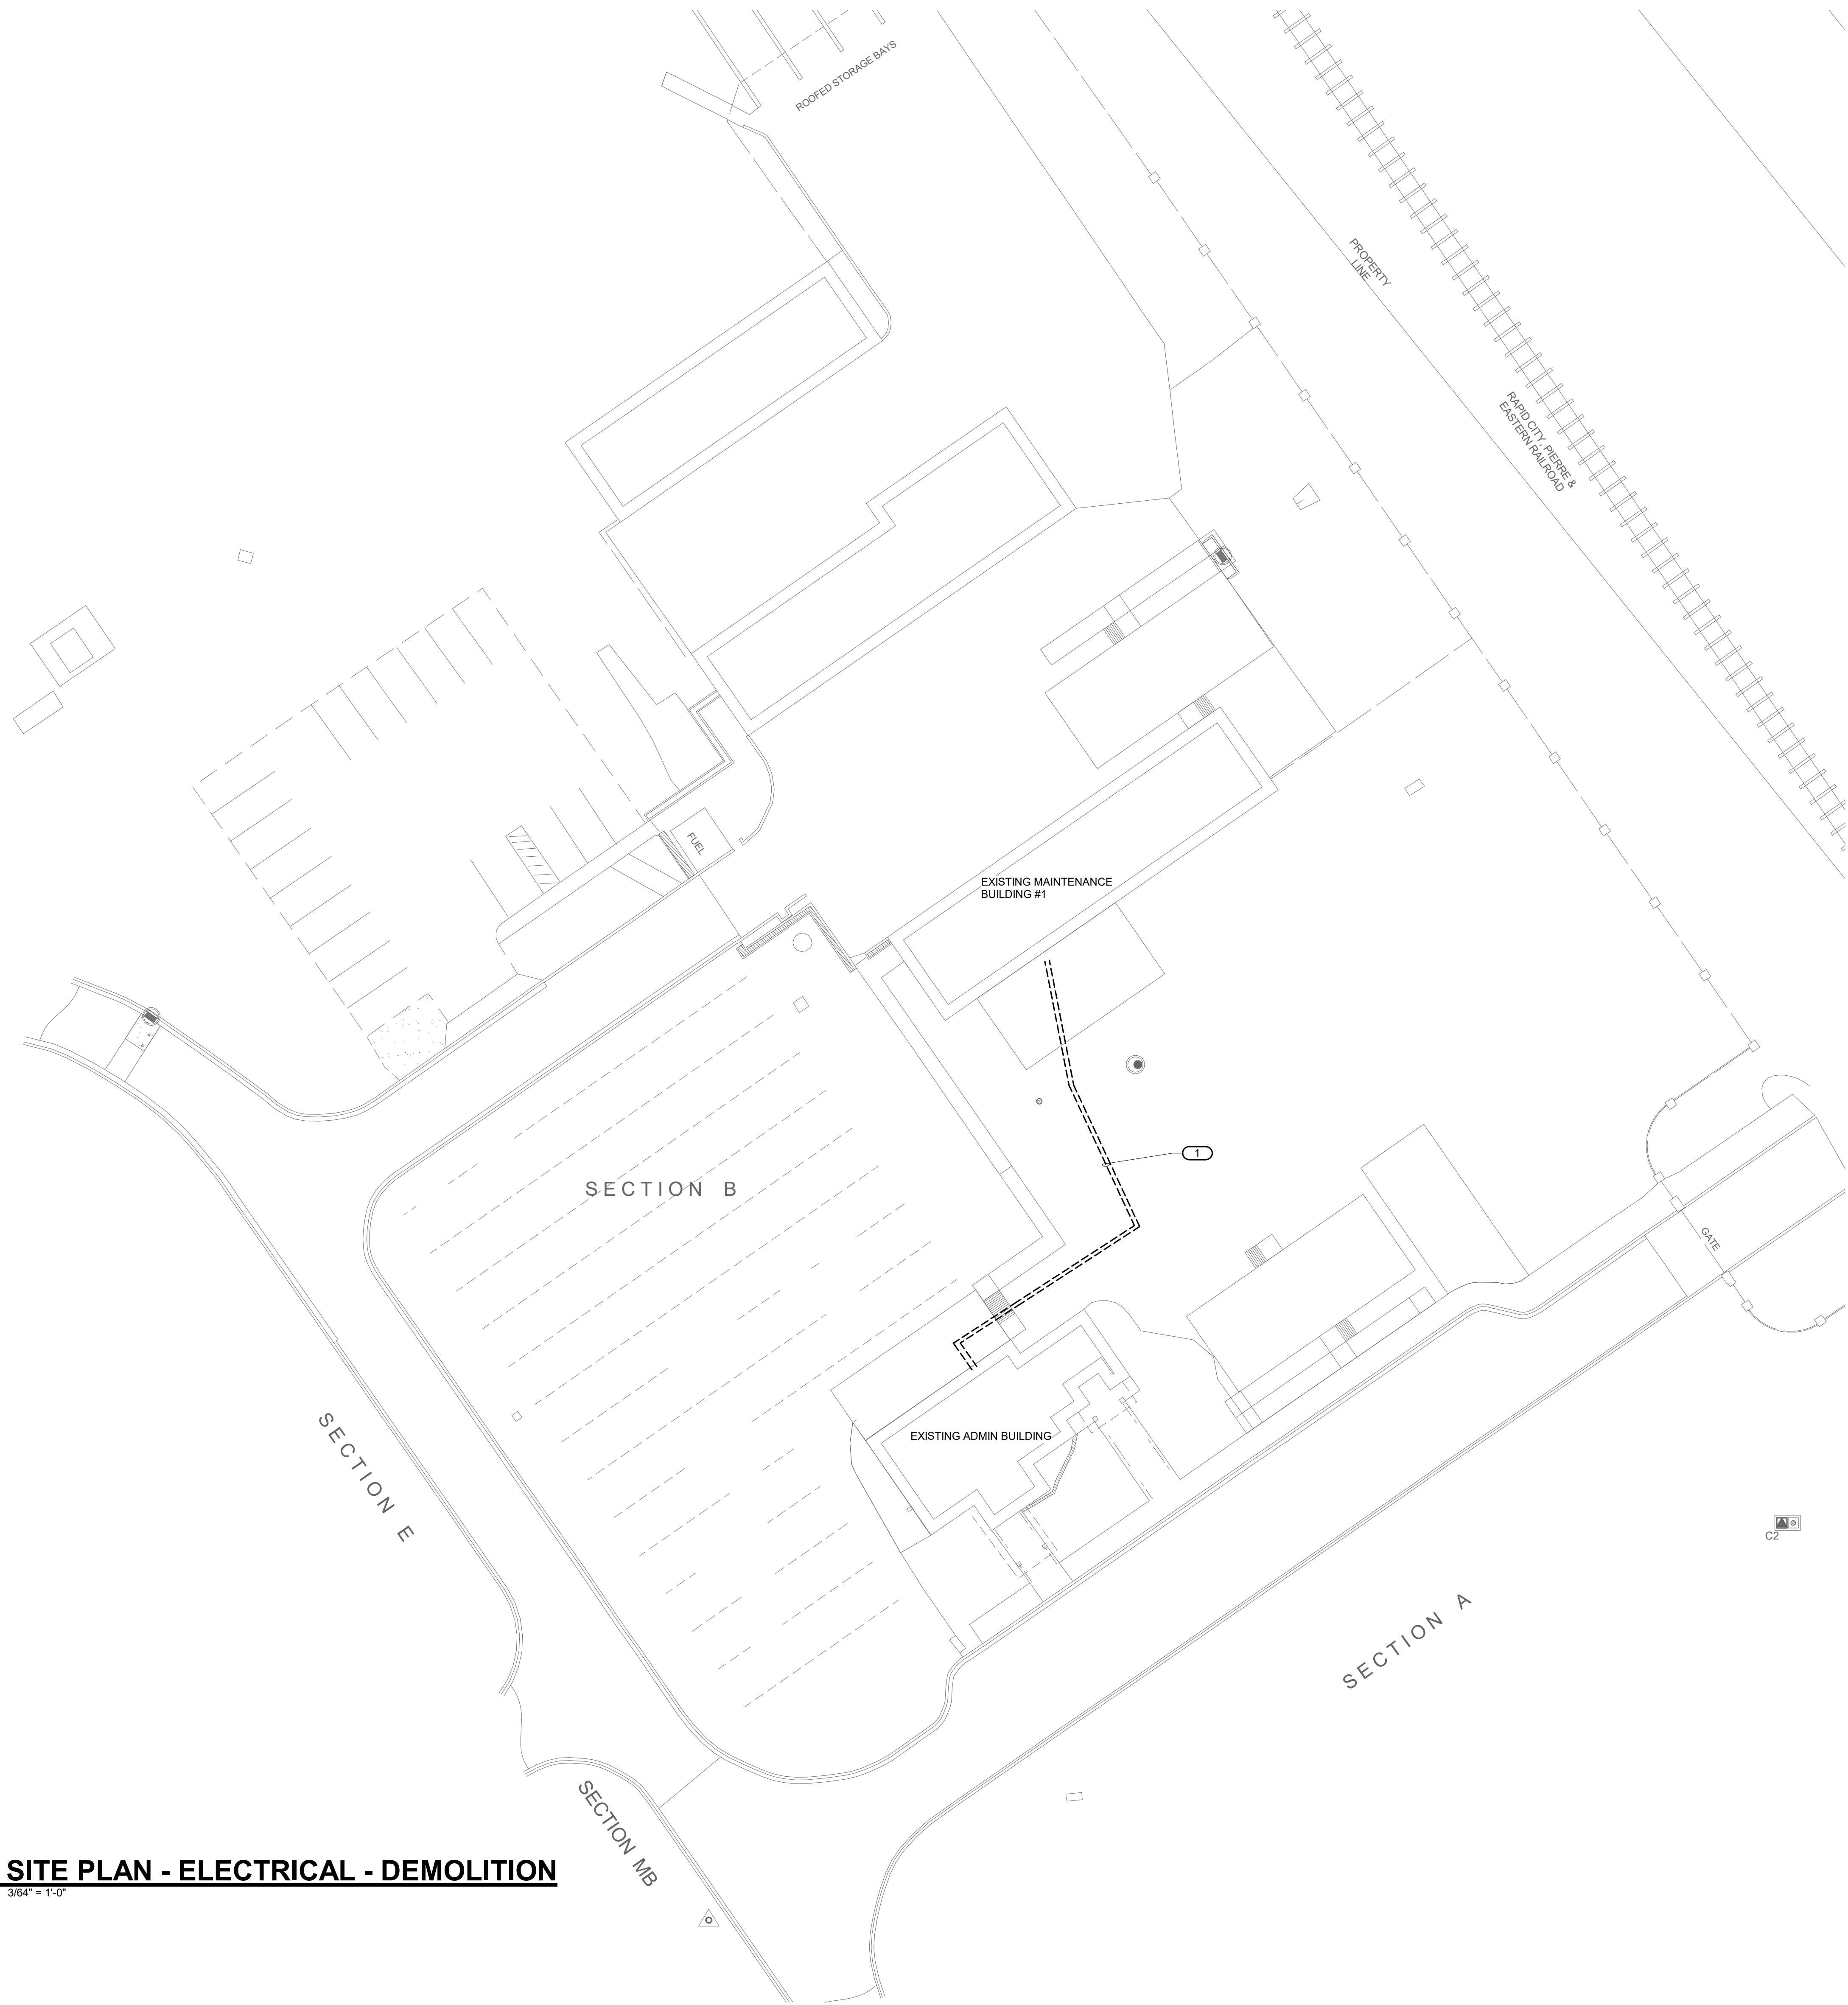 ROOFED STORAGE BAYS
PROPERTY
LINE
RAPID CITY, PIERRE &
EASTERN RAILROAD
FUEL
EXISTING MAINTENANCE
BUILDING #1
1
SECTION B
GATE
EXISTING ADMIN BUILDING
SECTION E
C2
SECTION A
SECTION MB
SITE PLAN - ELECTRICAL - DEMOLITION
3/64" = 1'-0"